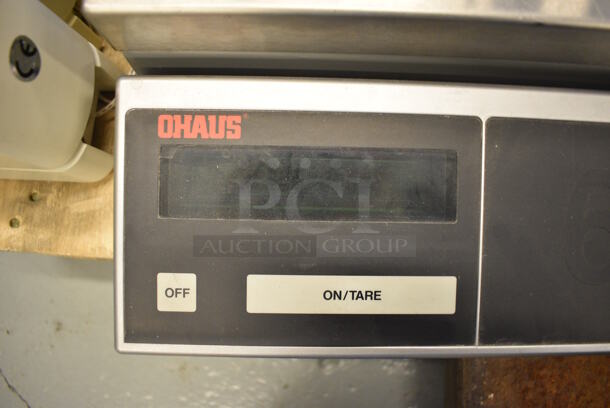 OHAUS
PCI
AUCTION GROUP
OFF
ON/TARE